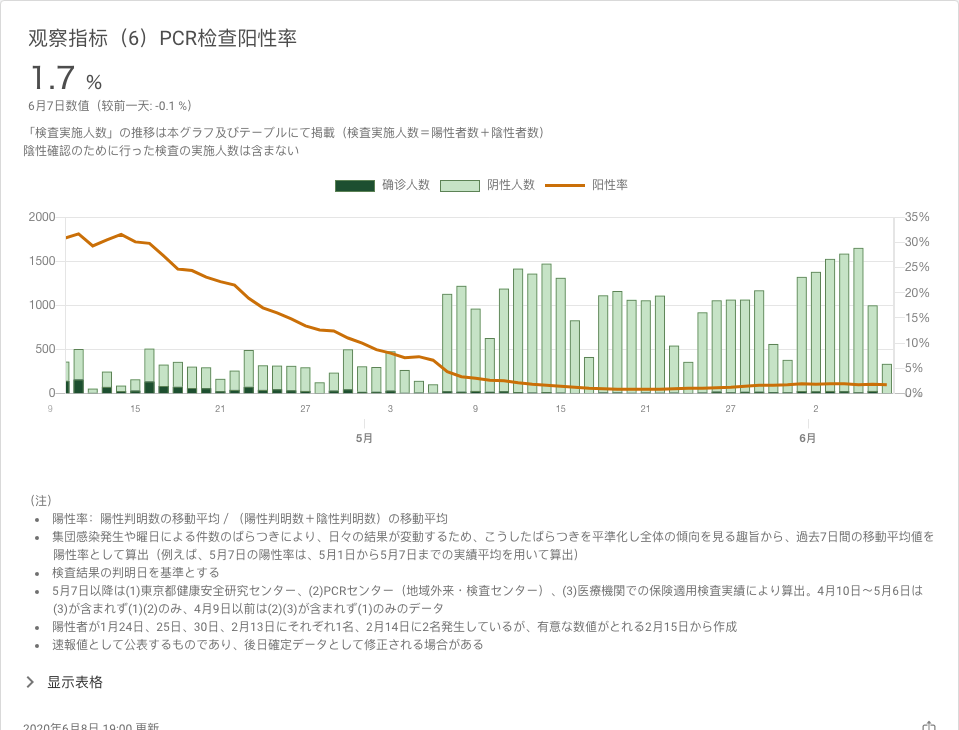 观察指标（6）PCR检查阳性率
1.7 %
6月7日数值（较前一天: -0.1 %）
「検査実施人数」の推移は本グラフ及びテーブルにて掲載（検査実施人数＝陽性者数＋陰性者数）
陰性確認のために行った検査の実施人数は含まない
确诊人数 阴性人数 阳性率
2000 35%
30%
1500
25%
20%
1000
15%
10%
500
5%
0 0%
9 15 21 27 3 9 15 21 27 2
5月 6月
（注）
• 陽性率：陽性判明数の移動平均 / （陽性判明数＋陰性判明数）の移動平均
• 集団感染発生や曜日による件数のばらつきにより、日々の結果が変動するため、こうしたばらつきを平準化し全体の傾向を見る趣旨から、過去7日間の移動平均値を
陽性率として算出（例えば、5月7日の陽性率は、5月1日から5月7日までの実績平均を用いて算出）
• 検査結果の判明日を基準とする
• 5月7日以降は(1)東京都健康安全研究センター、(2)PCRセンター（地域外来・検査センター）、(3)医療機関での保険適用検査実績により算出。4月10日～5月6日は
(3)が含まれず(1)(2)のみ、4月9日以前は(2)(3)が含まれず(1)のみのデータ
• 陽性者が1月24日、25日、30日、2月13日にそれぞれ1名、2月14日に2名発生しているが、有意な数値がとれる2月15日から作成
• 速報値として公表するものであり、後日確定データとして修正される場合がある
显示表格
2020年6月8日 19:00 更新